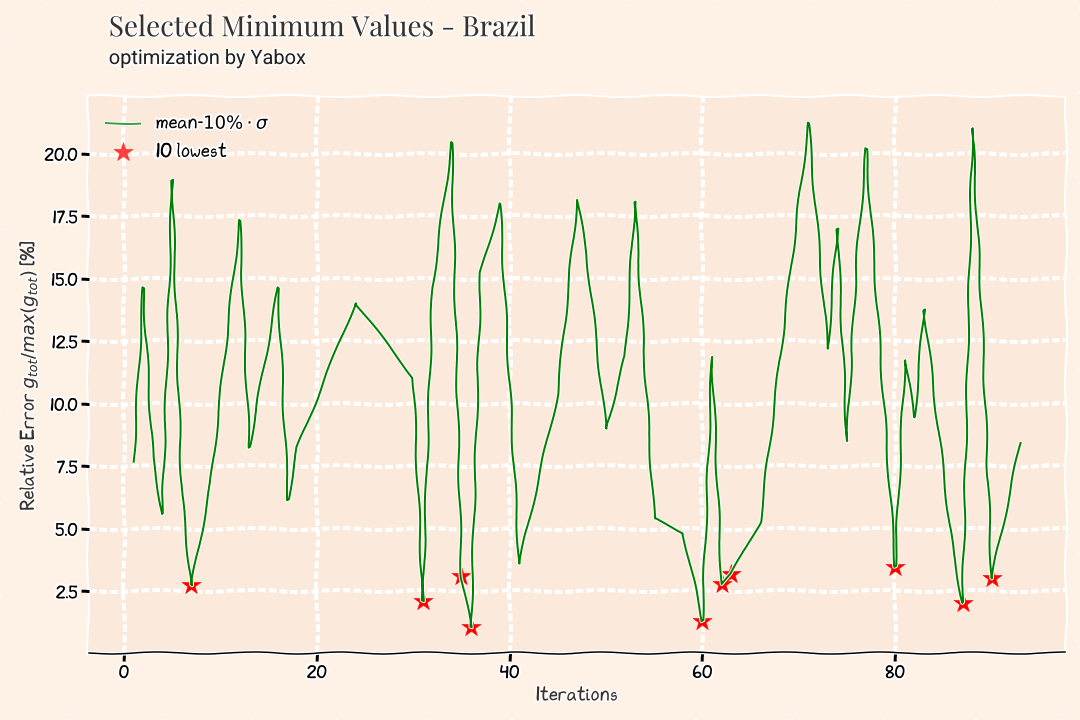 Selected Minimum Values - Brazil
optimization by Yabox
mean-10% · σ
10 lowest
20.0
17.5
15.0
12.5
10.0
7.5
5.0
2.5
Relative Error g_tot/max(g_tot) [%]
0 20 40 60 80
Iterations